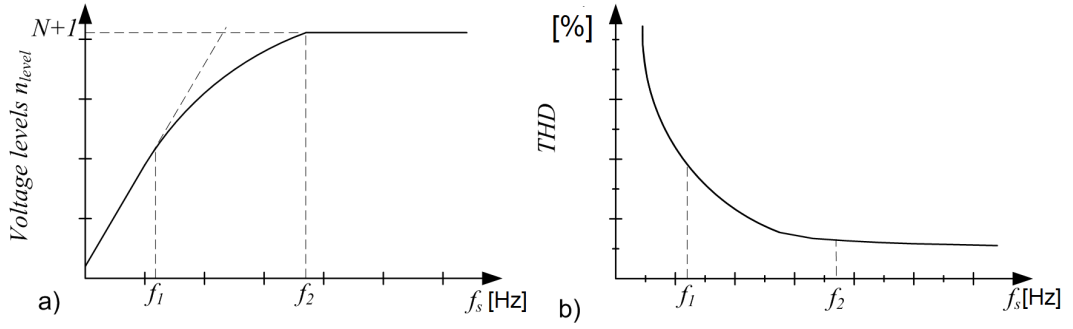 N+1
Voltage levels n_level
a)
f₁
f₂
fₛ [Hz]
[%]
THD
b)
f₁
f₂
fₛ[Hz]